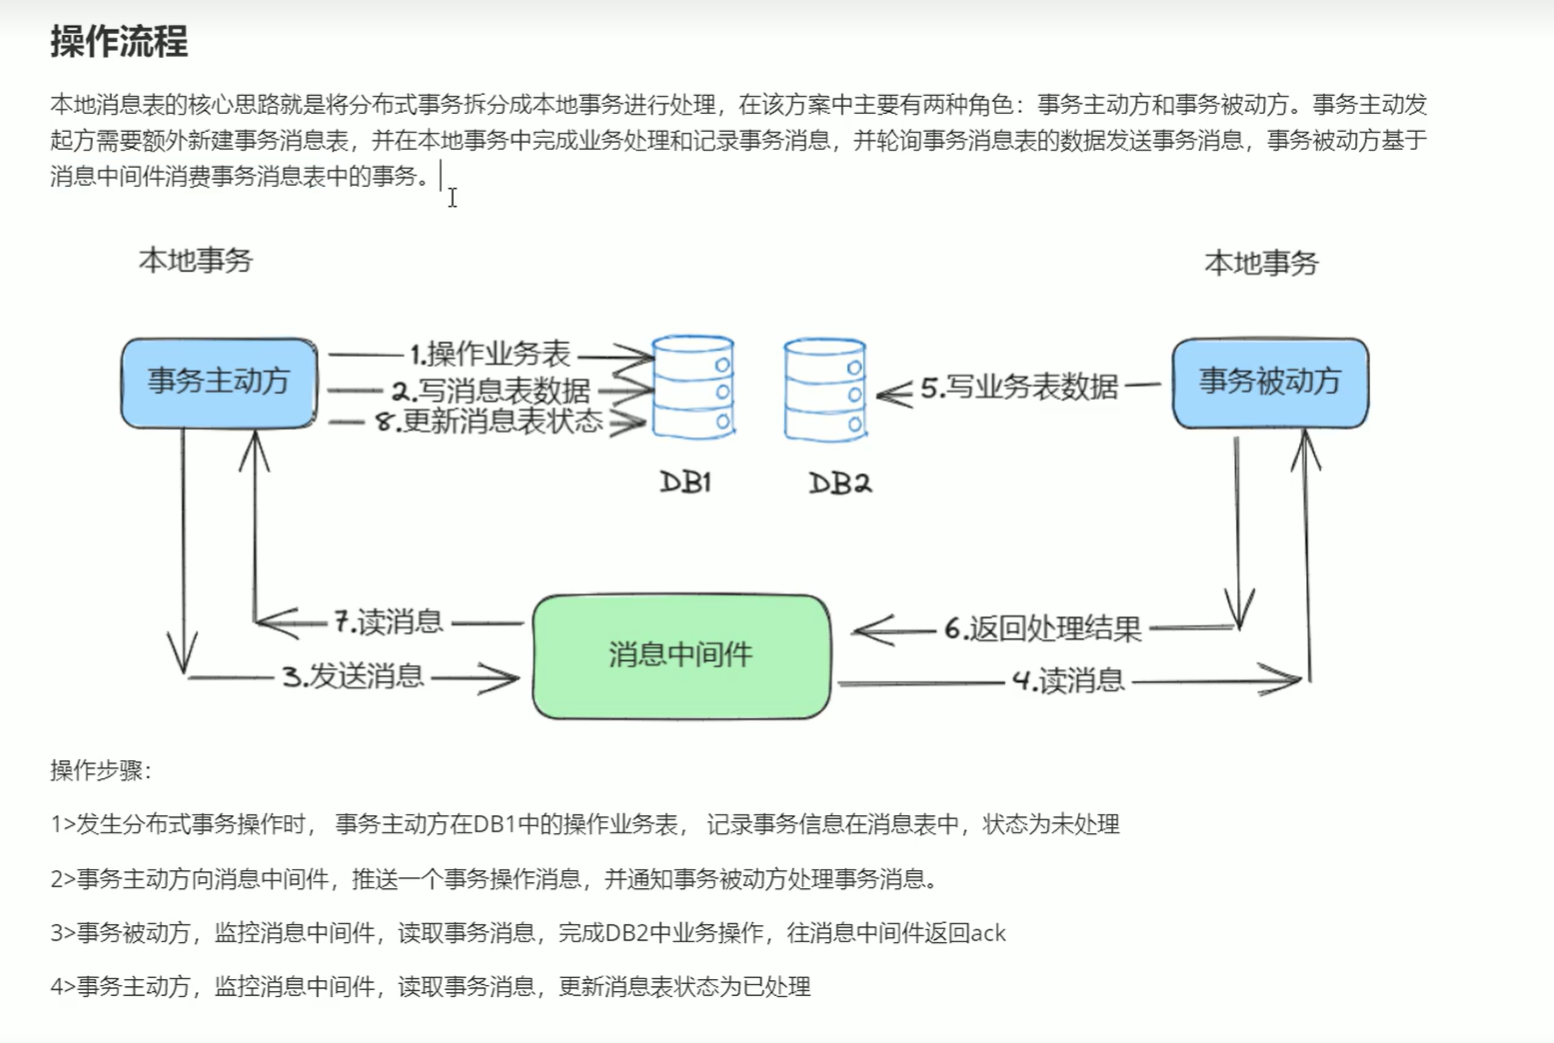 操作流程
本地消息表的核心思路就是将分布式事务拆分成本地事务进行处理，在该方案中主要有两种角色：事务主动方和事务被动方。事务主动发
起方需要额外新建事务消息表，并在本地事务中完成业务处理和记录事务消息，并轮询事务消息表的数据发送事务消息，事务被动方基于
消息中间件消费事务消息表中的事务。
本地事务
本地事务
事务主动方
1.操作业务表
2.写消息表数据
8.更新消息表状态
5.写业务表数据
事务被动方
DB1
DB2
7.读消息
3.发送消息
消息中间件
6.返回处理结果
4.读消息
操作步骤：
1>发生分布式事务操作时， 事务主动方在DB1中的操作业务表， 记录事务信息在消息表中，状态为未处理
2>事务主动方向消息中间件，推送一个事务操作消息，并通知事务被动方处理事务消息。
3>事务被动方，监控消息中间件，读取事务消息，完成DB2中业务操作，往消息中间件返回ack
4>事务主动方，监控消息中间件，读取事务消息，更新消息表状态为已处理